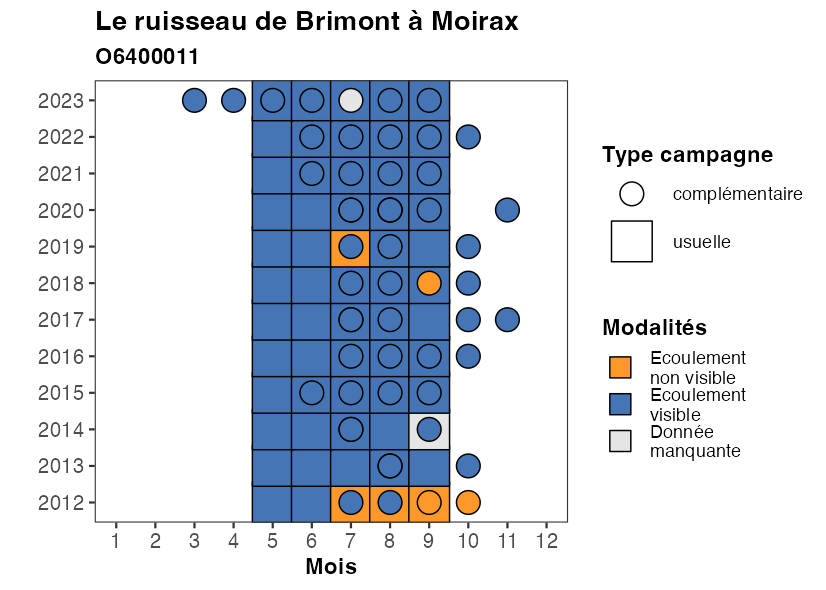 Le ruisseau de Brimont à Moirax
O6400011
2023
2022
2021
2020
2019
2018
2017
2016
2015
2014
2013
2012
1 2 3 4 5 6 7 8 9 10 11 12
Mois
Type campagne
complémentaire
usuelle
Modalités
Ecoulement
non visible
Ecoulement
visible
Donnée
manquante